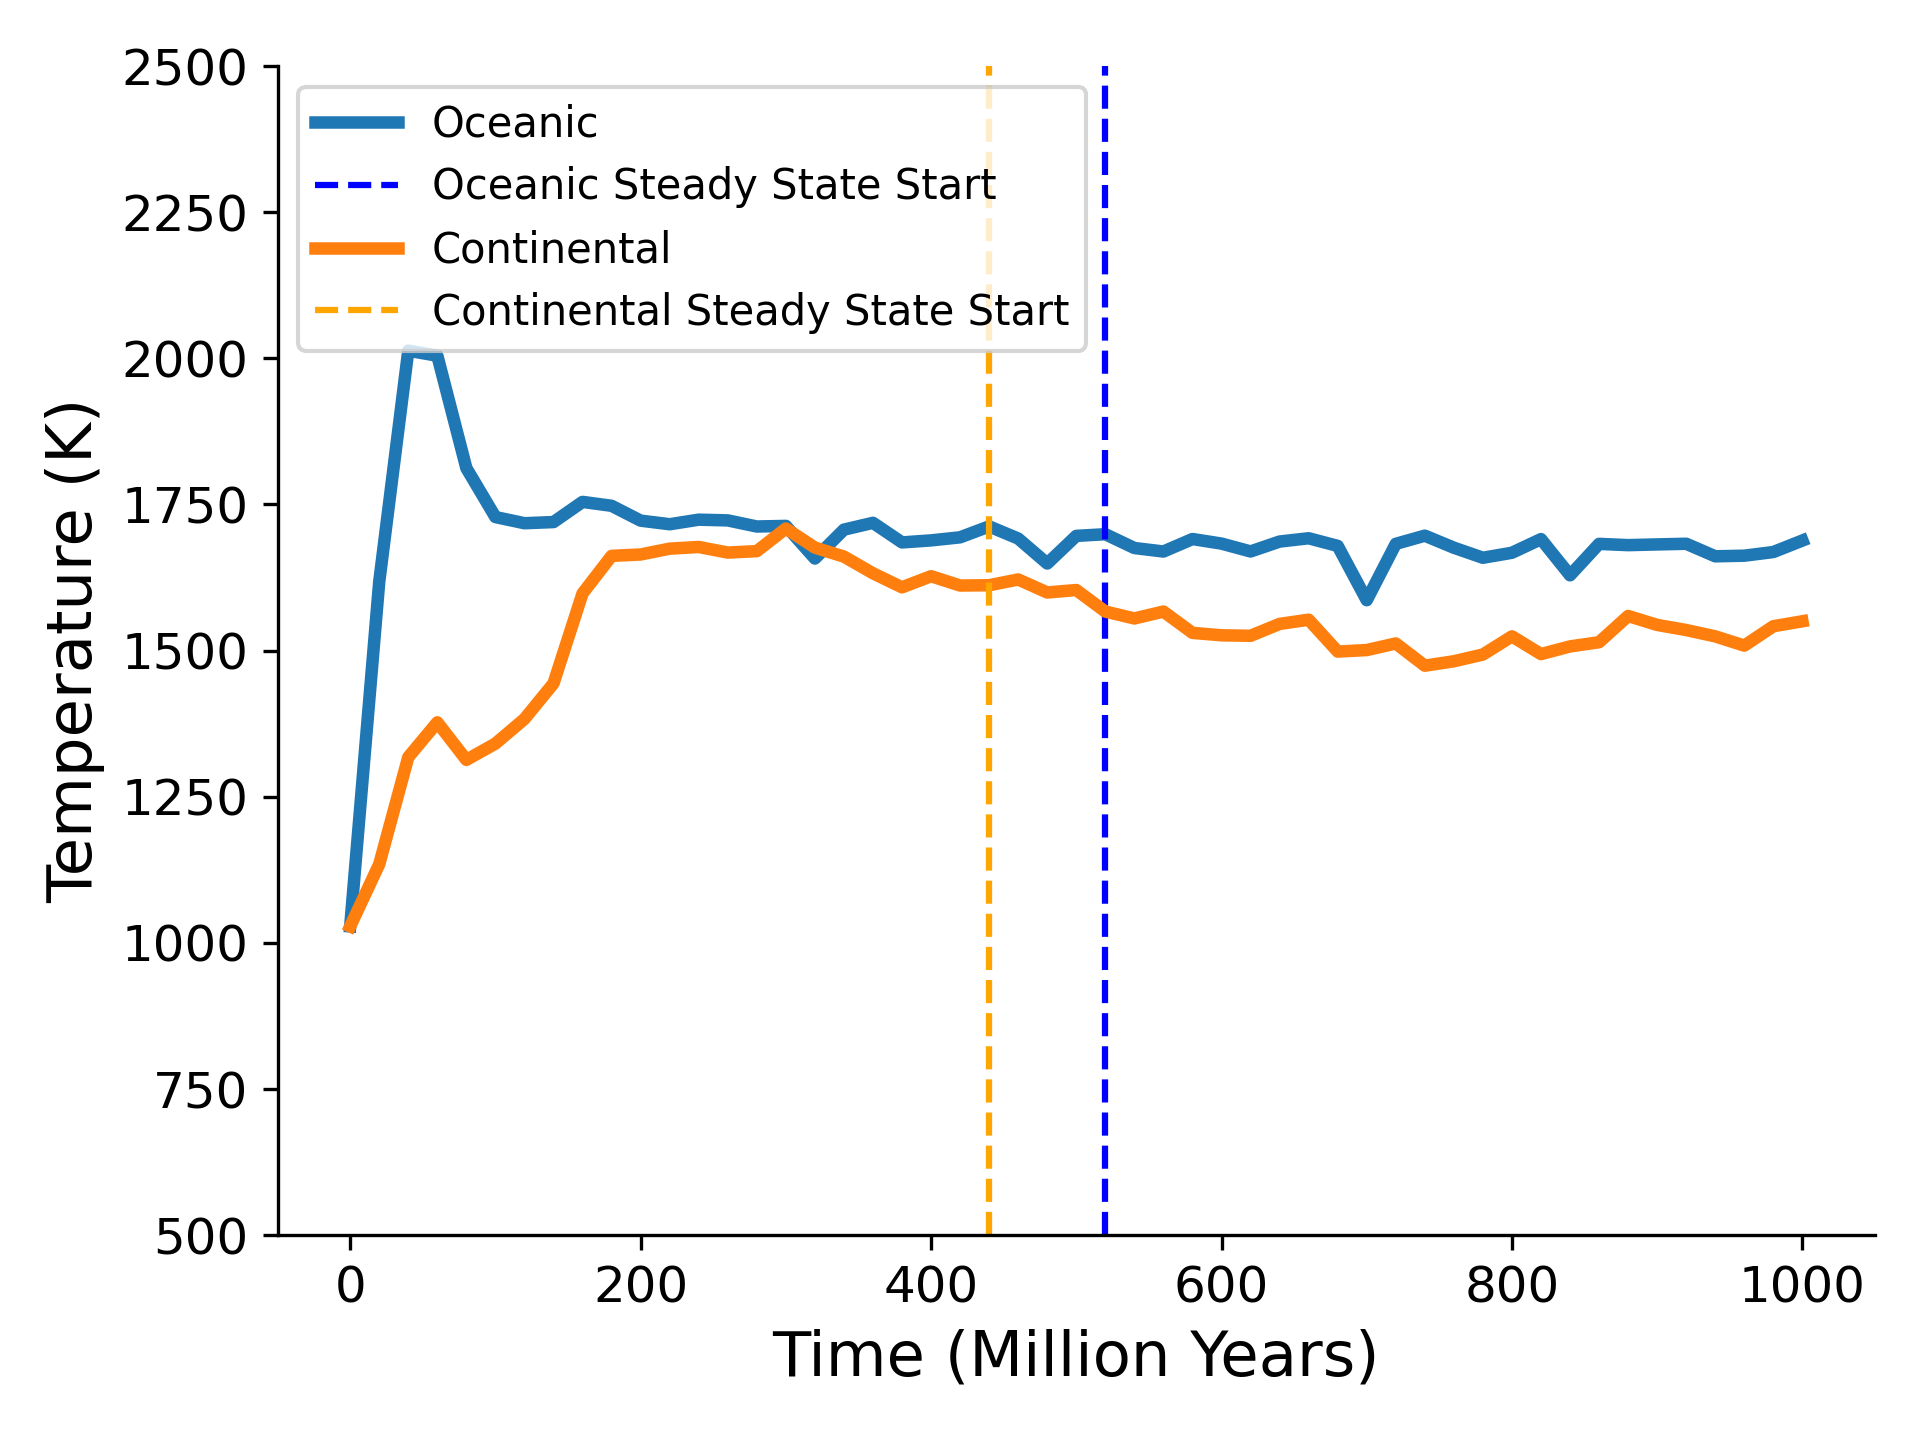 2500
2250
2000
1750
1500
1250
1000
750
500
Temperature (K)
Oceanic
Oceanic Steady State Start
Continental
Continental Steady State Start
0 200 400 600 800 1000
Time (Million Years)